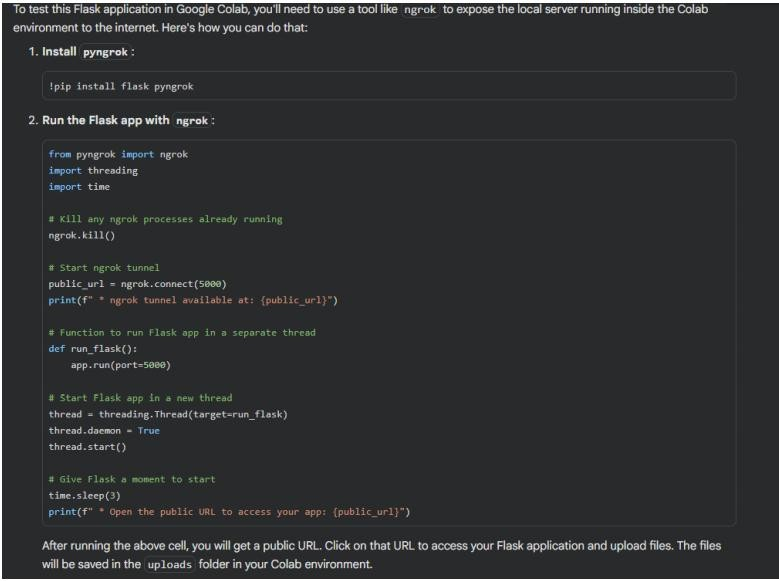 To test this Flask application in Google Colab, you'll need to use a tool like ngrok to expose the local server running inside the Colab
environment to the internet. Here's how you can do that:
1. Install pyngrok :
!pip install flask pyngrok
2. Run the Flask app with ngrok :
from pyngrok import ngrok
import threading
import time
# Kill any ngrok processes already running
ngrok.kill()
# Start ngrok tunnel
public_url = ngrok.connect(5000)
print(f" * ngrok tunnel available at: {public_url}")
# Function to run Flask app in a separate thread
def run_flask():
    app.run(port=5000)
# Start Flask app in a new thread
thread = threading.Thread(target=run_flask)
thread.daemon = True
thread.start()
# Give Flask a moment to start
time.sleep(3)
print(f" * Open the public URL to access your app: {public_url}")
After running the above cell, you will get a public URL. Click on that URL to access your Flask application and upload files. The files
will be saved in the uploads folder in your Colab environment.